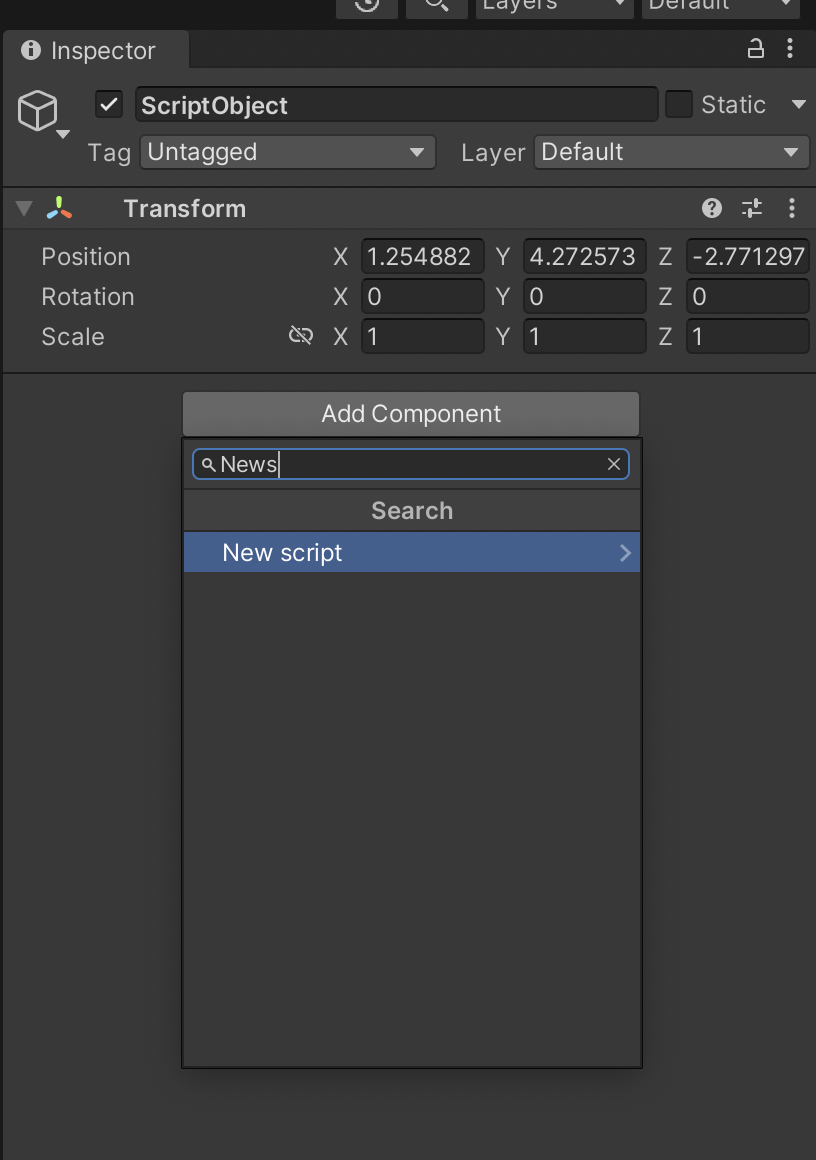 Layers Default
Inspector
ScriptObject Static
Tag Untagged Layer Default
Transform
Position X 1.254882 Y 4.272573 Z -2.771297
Rotation X 0 Y 0 Z 0
Scale X 1 Y 1 Z 1
Add Component
News
Search
New script